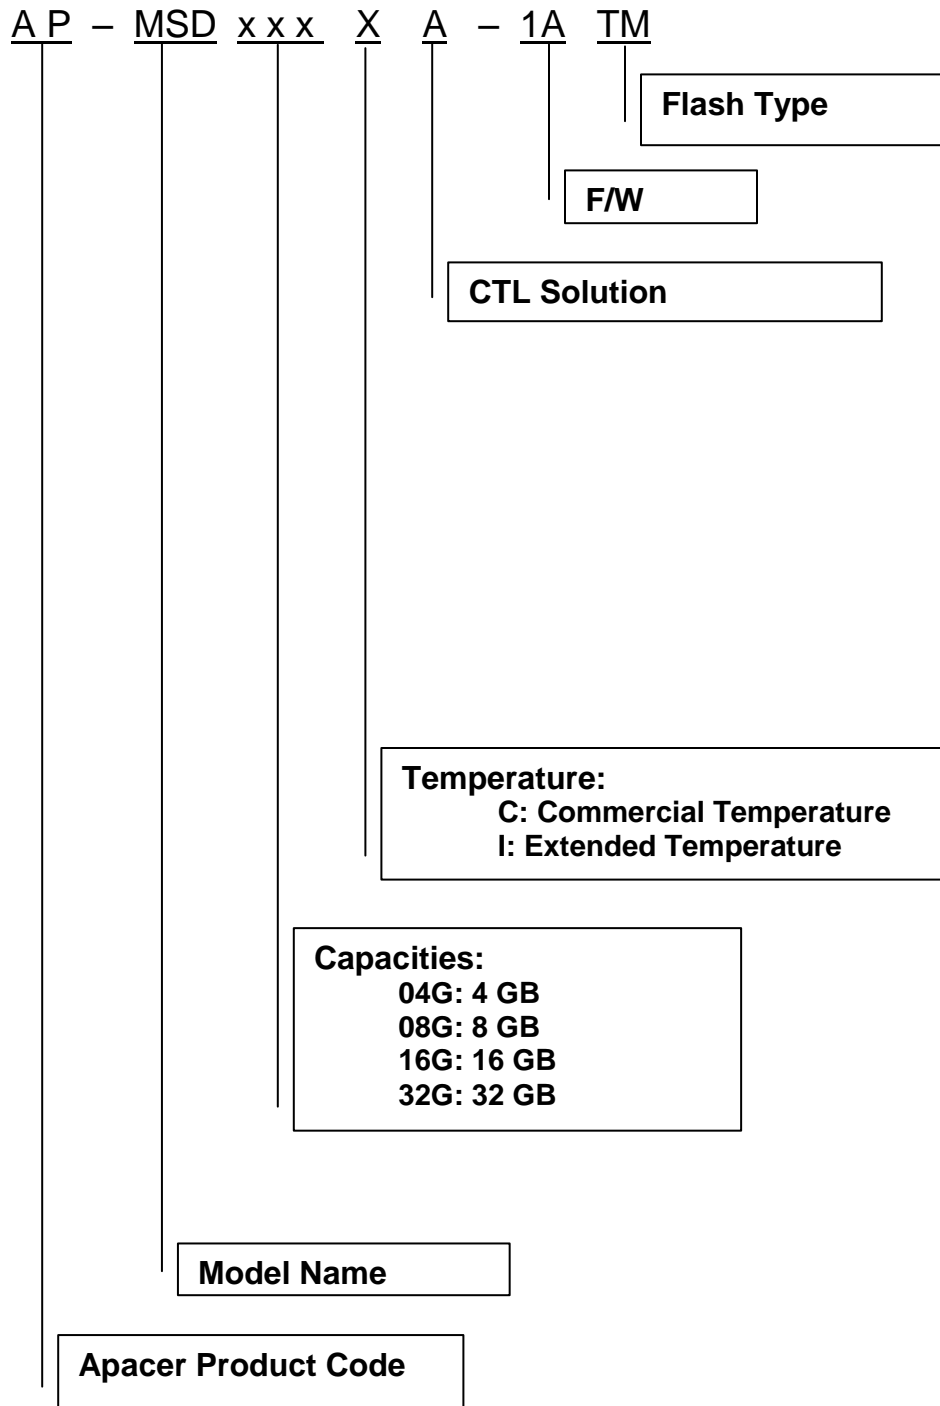 A P – MSD x x x X A – 1A TM
Flash Type
F/W
CTL Solution
Temperature:
C: Commercial Temperature
I: Extended Temperature
Capacities:
04G: 4 GB
08G: 8 GB
16G: 16 GB
32G: 32 GB
Model Name
Apacer Product Code